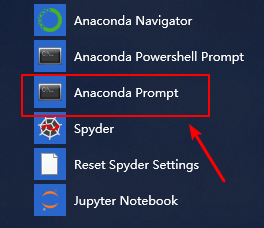 Anaconda Navigator
Anaconda Powershell Prompt
Anaconda Prompt
Spyder
Reset Spyder Settings
Jupyter Notebook